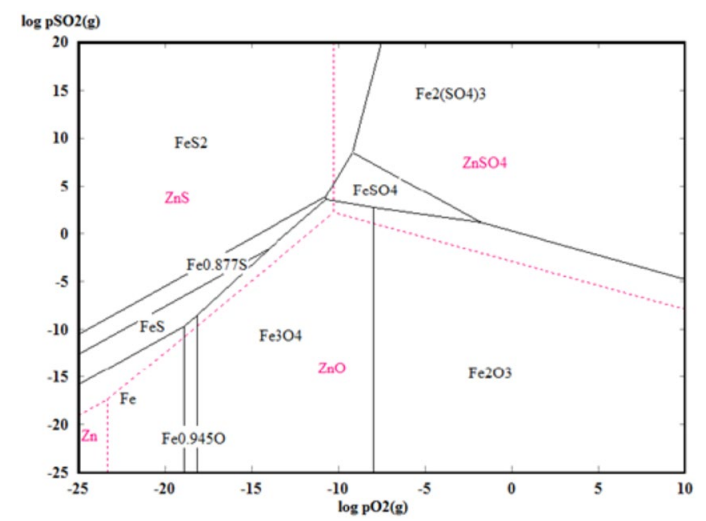 log pSO2(g)
20
15
10
5
0
-5
-10
-15
-20
-25
Fe2(SO4)3
FeS2
ZnSO4
FeSO4
ZnS
Fe0.877S
FeS
Fe3O4
ZnO
Fe2O3
Fe
Zn
Fe0.945O
-25 -20 -15 -10 -5 0 5 10
log pO2(g)